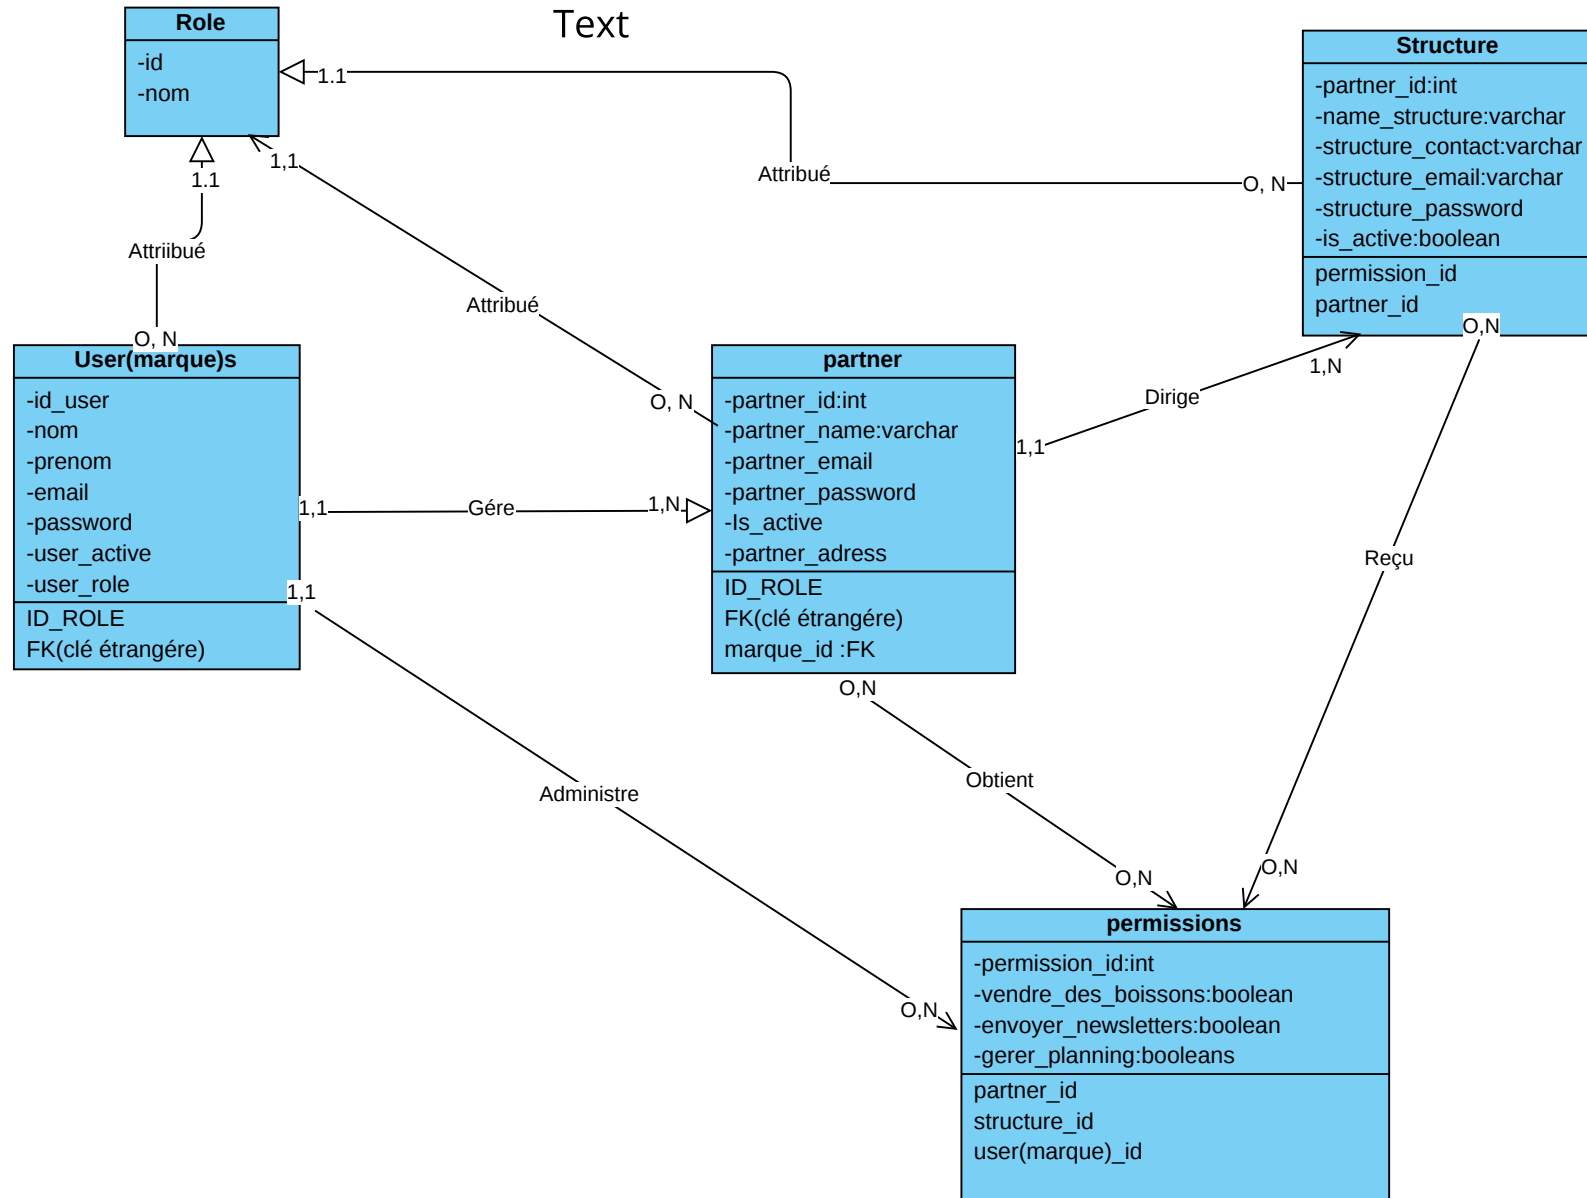 Text
Role
-id
-nom
1.1
1.1
1,1
Attriibué
O, N
Attribué
O, N
Attribué
O, N
Structure
-partner_id:int
-name_structure:varchar
-structure_contact:varchar
-structure_email:varchar
-structure_password
-is_active:boolean
permission_id
partner_id
O,N
User(marque)s
-id_user
-nom
-prenom
-email
-password
-user_active
-user_role
ID_ROLE
FK(clé étrangére)
1,1
Gére
1,N
1,1
partner
-partner_id:int
-partner_name:varchar
-partner_email
-partner_password
-Is_active
-partner_adress
ID_ROLE
FK(clé étrangére)
marque_id :FK
1,1
Dirige
1,N
Reçu
O,N
O,N
Obtient
O,N
Administre
O,N
permissions
-permission_id:int
-vendre_des_boissons:boolean
-envoyer_newsletters:boolean
-gerer_planning:booleans
partner_id
structure_id
user(marque)_id